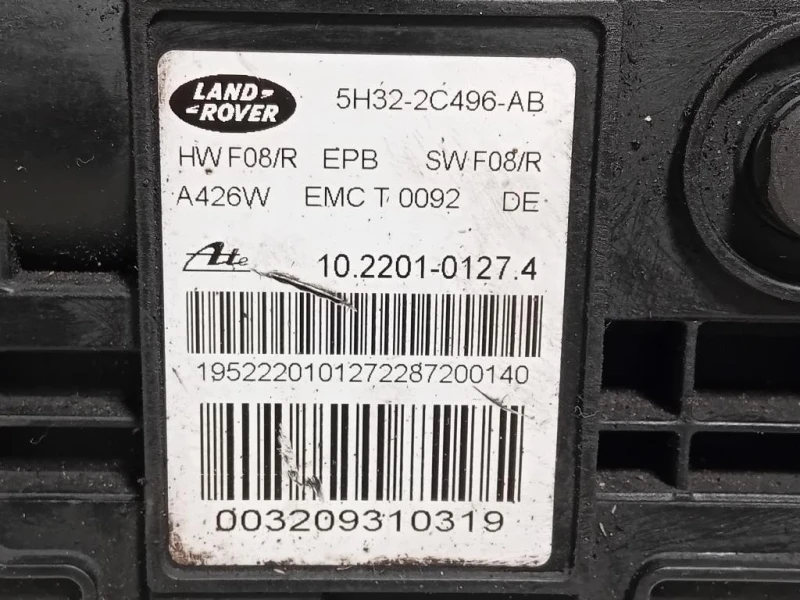 LAND ROVER
5H32-2C496-AB
HW F08/R EPB SW F08/R
A426W EMC T 0092 DE
Ate 10.2201-0127.4
1952220101272287200140
003209310319